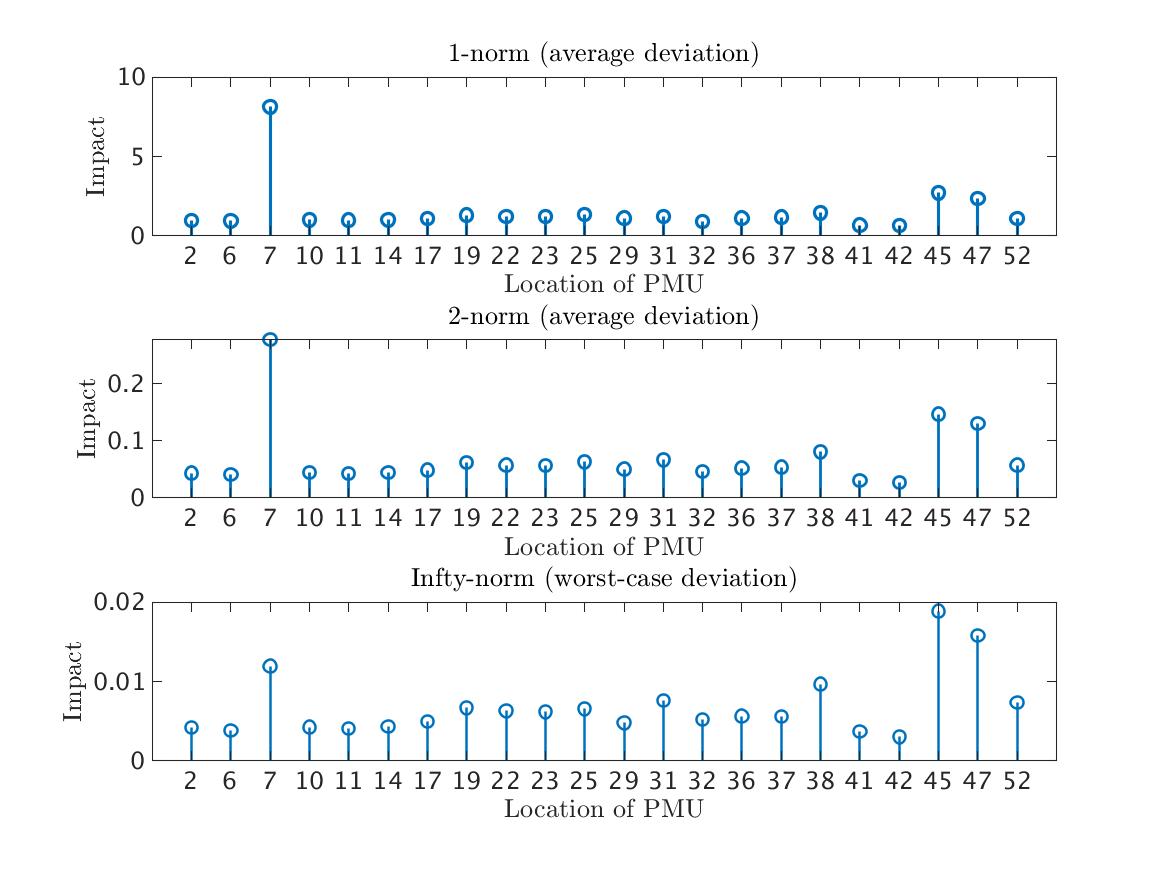 1-norm (average deviation)
10
5
0
Impact
2 6 7 10 11 14 17 19 22 23 25 29 31 32 36 37 38 41 42 45 47 52
Location of PMU
2-norm (average deviation)
0.2
0.1
0
Impact
2 6 7 10 11 14 17 19 22 23 25 29 31 32 36 37 38 41 42 45 47 52
Location of PMU
Infty-norm (worst-case deviation)
0.02
0.01
0
Impact
2 6 7 10 11 14 17 19 22 23 25 29 31 32 36 37 38 41 42 45 47 52
Location of PMU